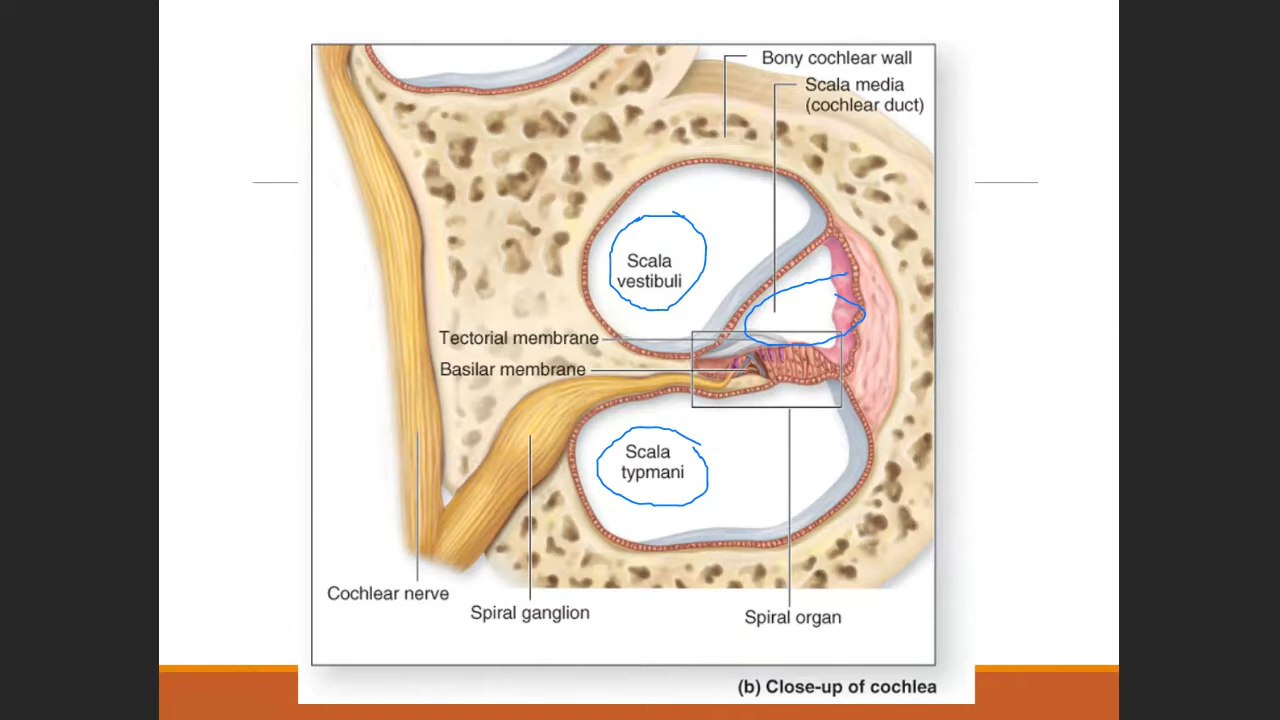 Bony cochlear wall
Scala media
(cochlear duct)
Scala
vestibuli
Tectorial membrane
Basilar membrane
Scala
typmani
Cochlear nerve
Spiral ganglion
Spiral organ
(b) Close-up of cochlea